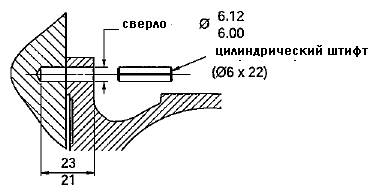 сверло Ø 6.12
6.00
цилиндрический штифт
(Ø6 x 22)
23
21